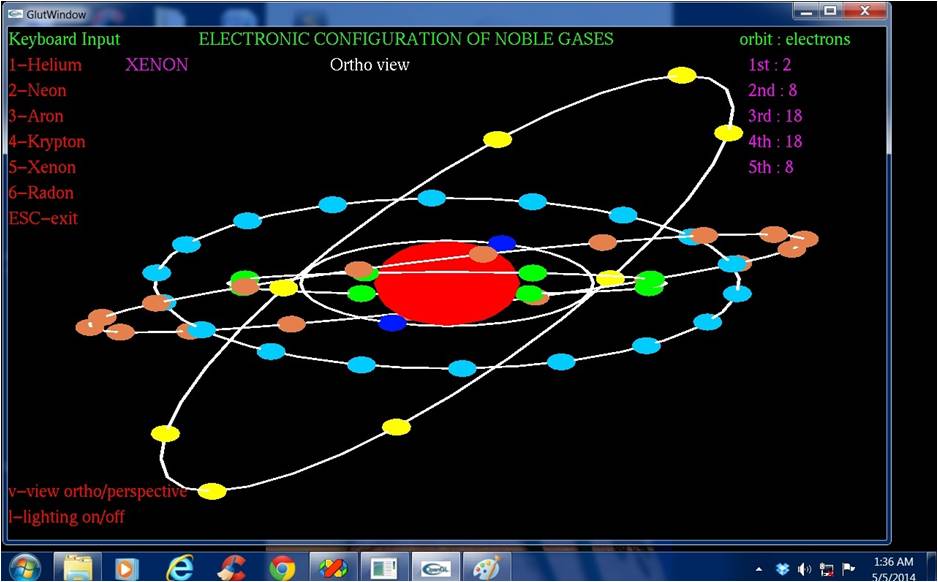 GlutWindow
Keyboard Input ELECTRONIC CONFIGURATION OF NOBLE GASES orbit : electrons
1-Helium XENON Ortho view 1st : 2
2-Neon 2nd : 8
3-Aron 3rd : 18
4-Krypton 4th : 18
5-Xenon 5th : 8
6-Radon
ESC-exit
v-view ortho/perspective
l-lighting on/off
OpenGL
1:36 AM
5/5/2014